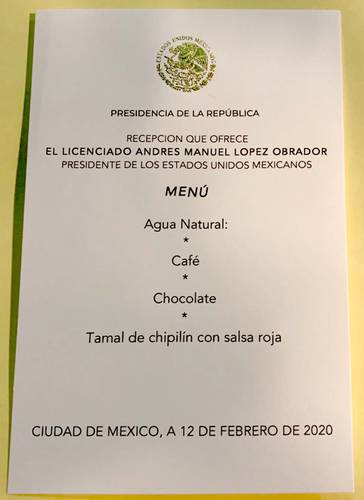 ESTADOS UNIDOS MEXICANOS
PRESIDENCIA DE LA REPÚBLICA
RECEPCION QUE OFRECE
EL LICENCIADO ANDRES MANUEL LOPEZ OBRADOR
PRESIDENTE DE LOS ESTADOS UNIDOS MEXICANOS
MENÚ
Agua Natural:
*
Café
*
Chocolate
*
Tamal de chipilín con salsa roja
CIUDAD DE MEXICO, A 12 DE FEBRERO DE 2020